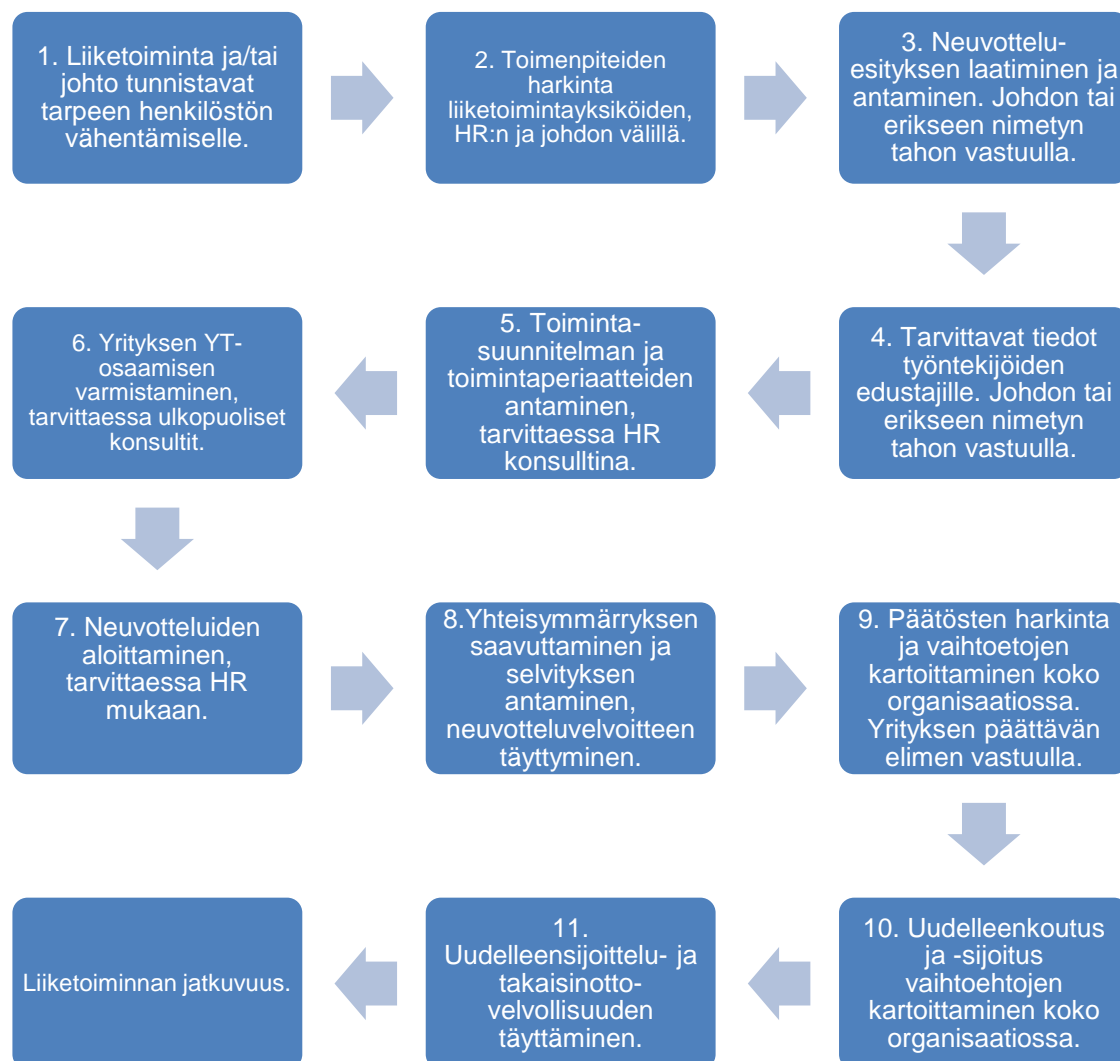 1. Liiketoiminta ja/tai
johto tunnistavat
tarpeen henkilöstön
vähentämiselle.
2. Toimenpiteiden
harkinta
liiketoimintayksiköiden,
HR:n ja johdon välillä.
3. Neuvottelu-
esityksen laatiminen ja
antaminen. Johdon tai
erikseen nimetyn
tahon vastuulla.
4. Tarvittavat tiedot
työntekijöiden
edustajille. Johdon tai
erikseen nimetyn
tahon vastuulla.
5. Toiminta-
suunnitelman ja
toimintaperiaatteiden
antaminen,
tarvittaessa HR
konsulltina.
6. Yrityksen YT-
osaamisen
varmistaminen,
tarvittaessa ulkopuoliset
konsultit.
7. Neuvotteluiden
aloittaminen,
tarvittaessa HR
mukaan.
8.Yhteisymmärryksen
saavuttaminen ja
selvityksen
antaminen,
neuvotteluvelvoitteen
täyttyminen.
9. Päätösten harkinta
ja vaihtoetojen
kartoittaminen koko
organisaatiossa.
Yrityksen päättävän
elimen vastuulla.
10. Uudelleenkoutus
ja -sijoitus
vaihtoehtojen
kartoittaminen koko
organisaatiossa.
11.
Uudelleensijoittelu- ja
takaisinotto-
velvollisuuden
täyttäminen.
Liiketoiminnan jatkuvuus.